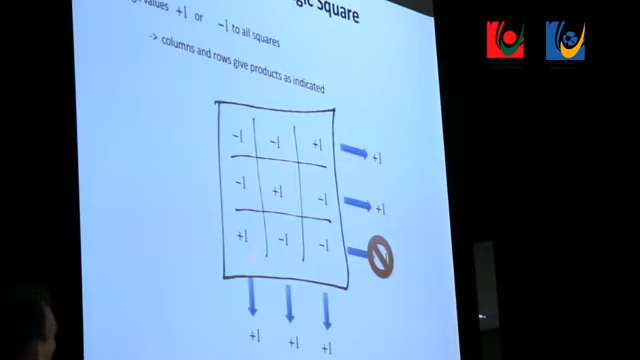 Square
values +1 or −1 to all squares
-> columns and rows give products as indicated
−1 −1 +1 +1
−1 +1 −1 +1
+1 −1 −1
+1 +1 +1